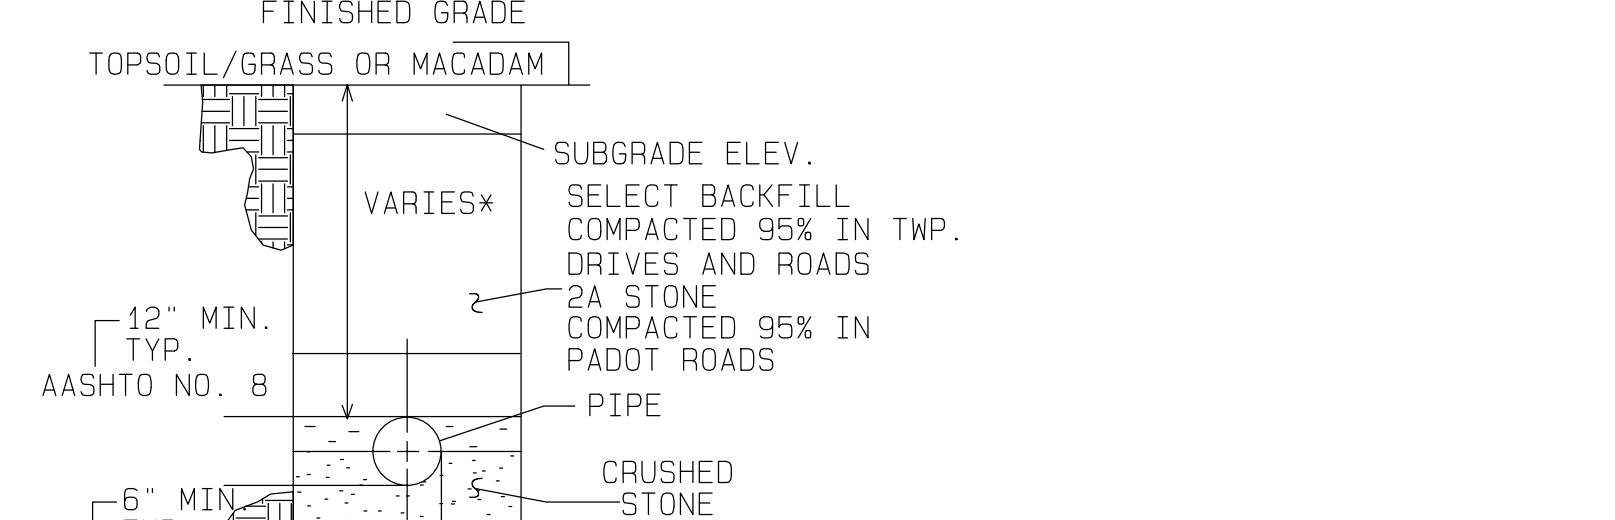 FINISHED GRADE
TOPSOIL/GRASS OR MACADAM
SUBGRADE ELEV.
VARIES*
SELECT BACKFILL
COMPACTED 95% IN TWP.
DRIVES AND ROADS
2A STONE
COMPACTED 95% IN
PADOT ROADS
12" MIN.
TYP.
AASHTO NO. 8
PIPE
CRUSHED
STONE
6" MIN